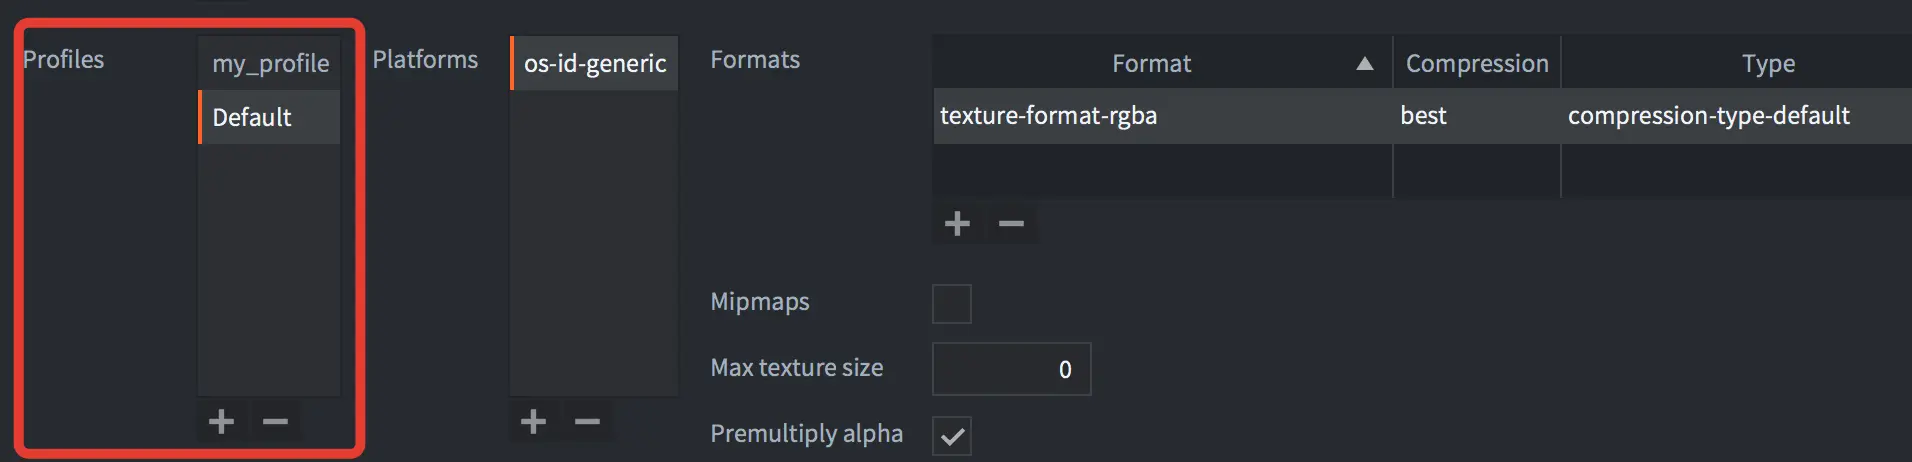 Profiles
my_profile
Default
Platforms
os-id-generic
Formats
Format Compression Type
texture-format-rgba best compression-type-default
Mipmaps
Max texture size 0
Premultiply alpha